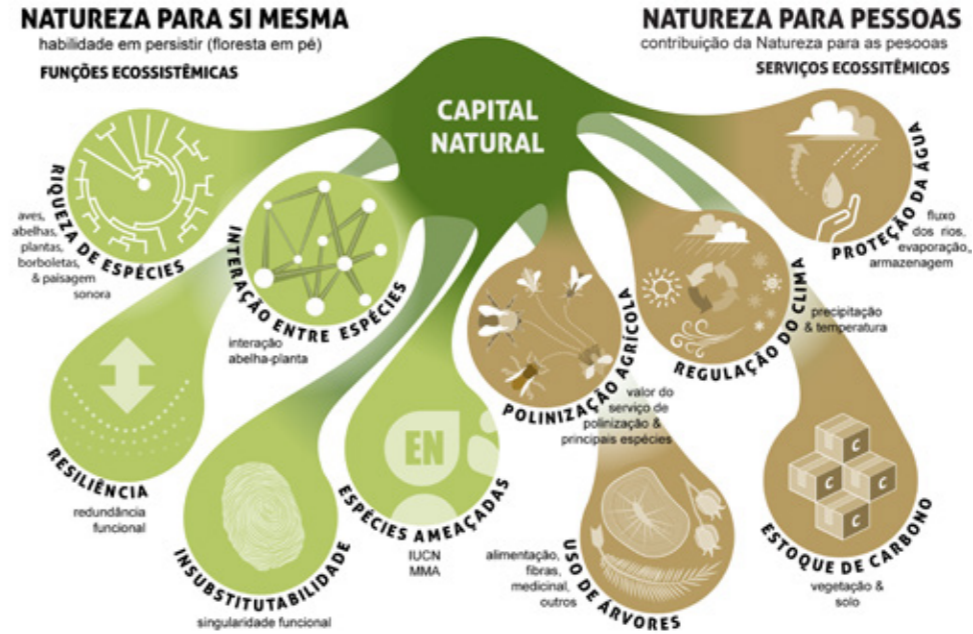 NATUREZA PARA SI MESMA
habilidade em persistir (floresta em pé)
FUNÇÕES ECOSSISTÊMICAS
NATUREZA PARA PESSOAS
contribuição da Natureza para as pesooas
SERVIÇOS ECOSSITÊMICOS
CAPITAL
NATURAL
RIQUEZA DE ESPÉCIES
aves,
abelhas,
plantas,
borboletas,
& paisagem
sonora
INTERAÇÃO ENTRE ESPÉCIES
interação
abelha-planta
RESILIÊNCIA
redundância
funcional
INSUBSTITUTABILIDADE
singularidade funcional
EN
ESPÉCIES AMEAÇADAS
IUCN
MMA
POLINIZAÇÃO AGRÍCOLA
valor do
serviço de
polinização &
principais espécies
REGULAÇÃO DO CLIMA
precipitação
& temperatura
PROTEÇÃO DA ÁGUA
fluxo
dos rios,
evaporação,
armazenagem
USO DE ÁRVORES
alimentação,
fibras,
medicinal,
outros
C
C
C
C
ESTOQUE DE CARBONO
vegetação &
solo